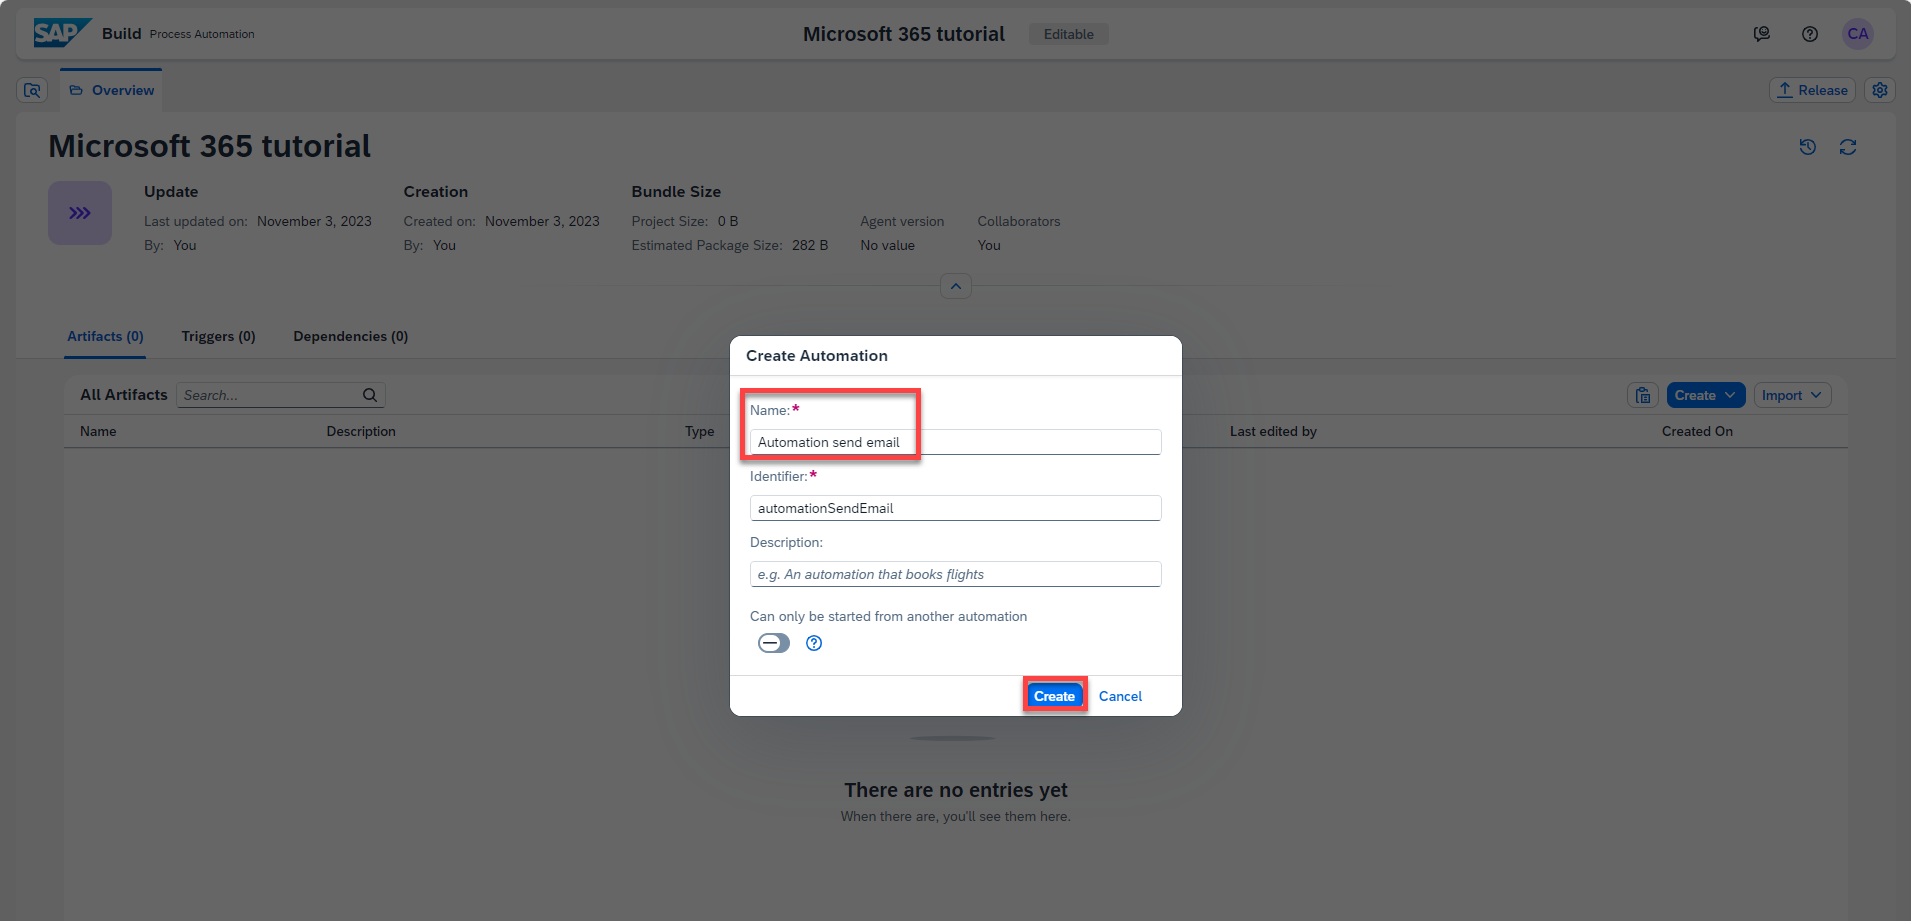 SAP Build Process Automation
Microsoft 365 tutorial Editable
CA
Overview
Release
Microsoft 365 tutorial
Update Creation Bundle Size
Last updated on: November 3, 2023 Created on: November 3, 2023 Project Size: 0 B Agent version Collaborators
By: You By: You Estimated Package Size: 282 B No value You
Artifacts (0) Triggers (0) Dependencies (0)
All Artifacts Search... Create Import
Name Description Type Last edited by Created On
Create Automation
Name:*
Automation send email
Identifier:*
automationSendEmail
Description:
e.g. An automation that books flights
Can only be started from another automation
Create Cancel
There are no entries yet
When there are, you'll see them here.